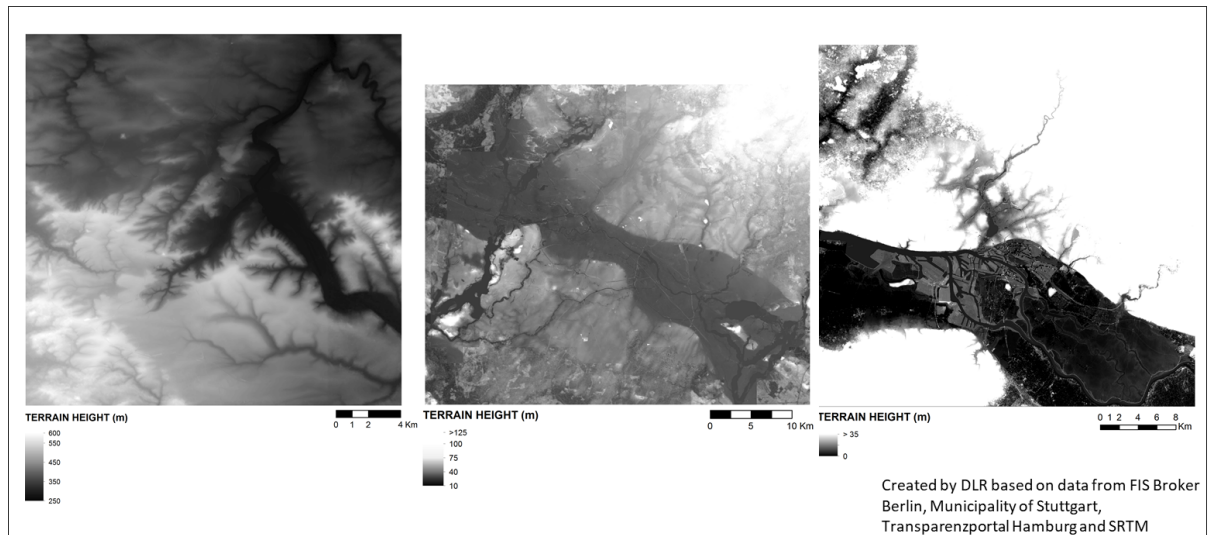 TERRAIN HEIGHT (m)
600
550
450
350
250
0 1 2 4 Km
TERRAIN HEIGHT (m)
>125
100
75
40
10
0 5 10 Km
TERRAIN HEIGHT (m)
> 35
0
0 1 2 4 6 8
Km
Created by DLR based on data from FIS Broker
Berlin, Municipality of Stuttgart,
Transparenzportal Hamburg and SRTM